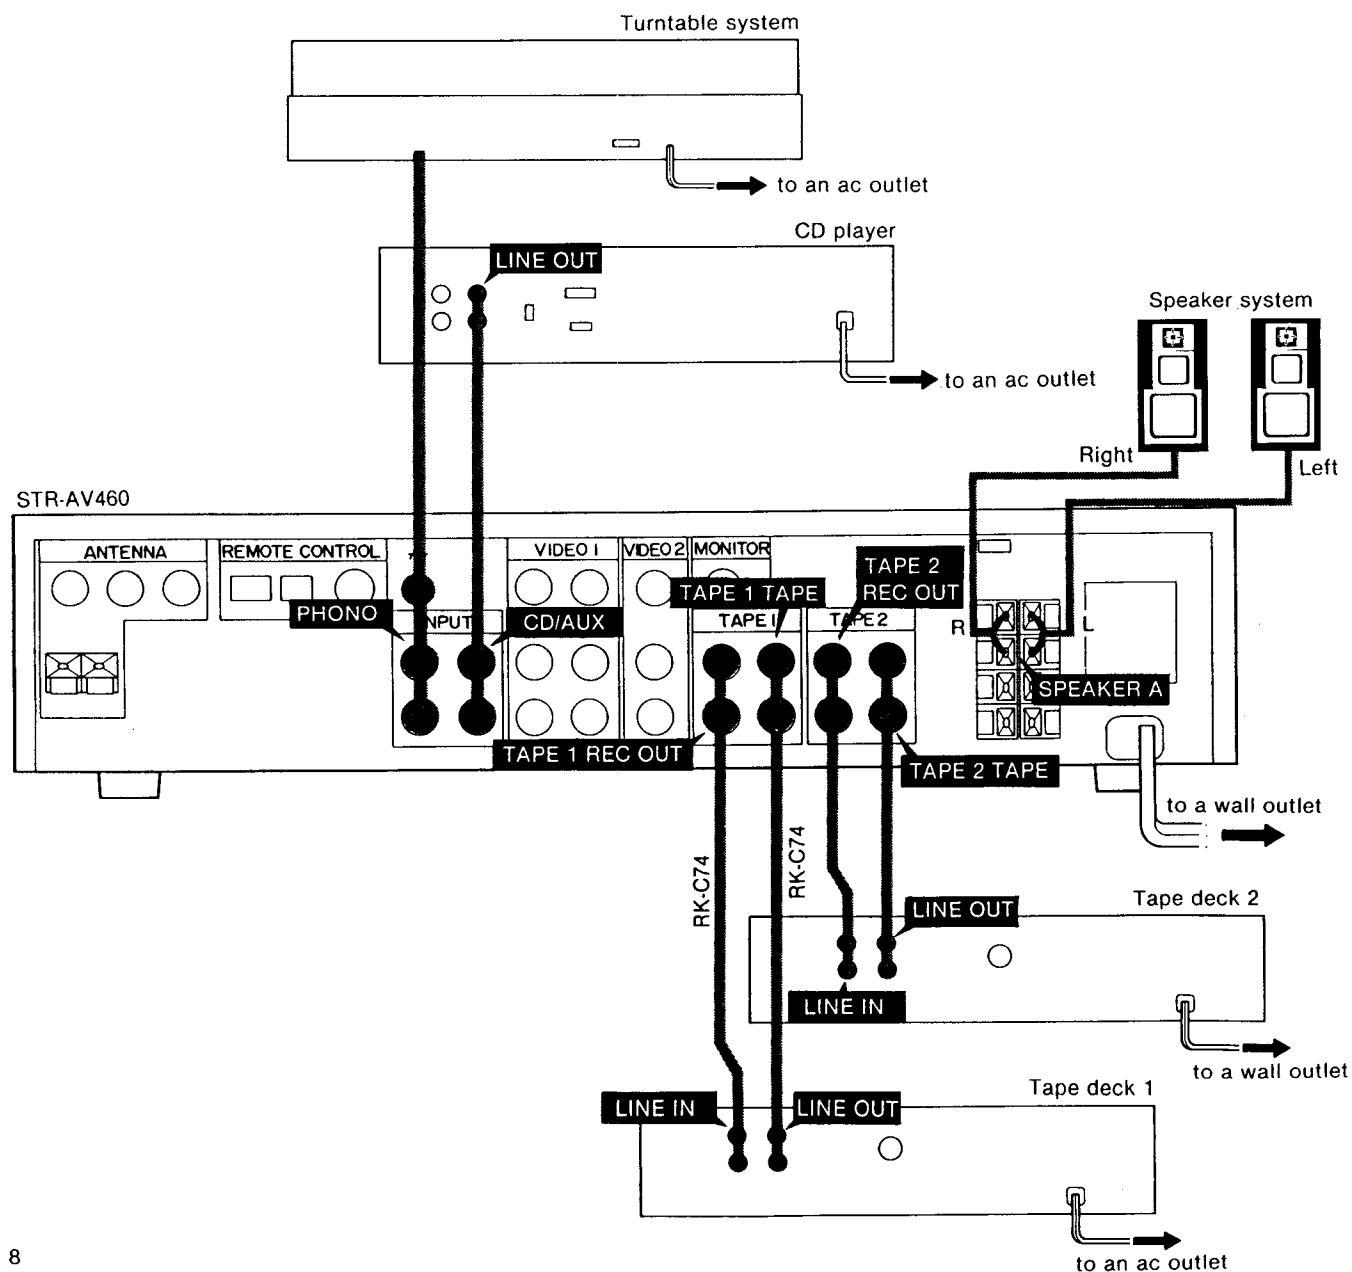 Turntable system
to an ac outlet
CD player
LINE OUT
to an ac outlet
Speaker system
Right
Left
STR-AV460
ANTENNA
REMOTE CONTROL
VIDEO 1
VIDEO 2
MONITOR
TAPE 2
REC OUT
TAPE 1 TAPE
PHONO
INPUT
CD/AUX
TAPE 1
TAPE 2
R
L
SPEAKER A
TAPE 1 REC OUT
TAPE 2 TAPE
to a wall outlet
RK-C74
RK-C74
Tape deck 2
LINE OUT
LINE IN
to a wall outlet
Tape deck 1
LINE IN
LINE OUT
to an ac outlet
8